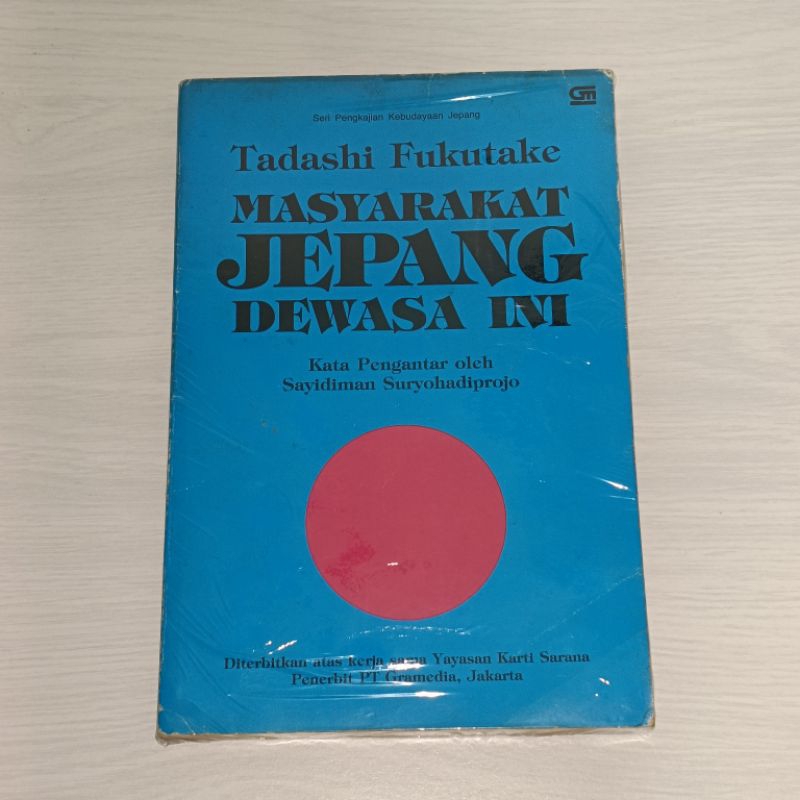 GM
Seri Pengkajian Kebudayaan Jepang
Tadashi Fukutake
MASYARAKAT
JEPANG
DEWASA INI
Kata Pengantar oleh
Sayidiman Suryohadiprojo
Diterbitkan atas kerja sama Yayasan Karti Sarana
Penerbit PT Gramedia, Jakarta